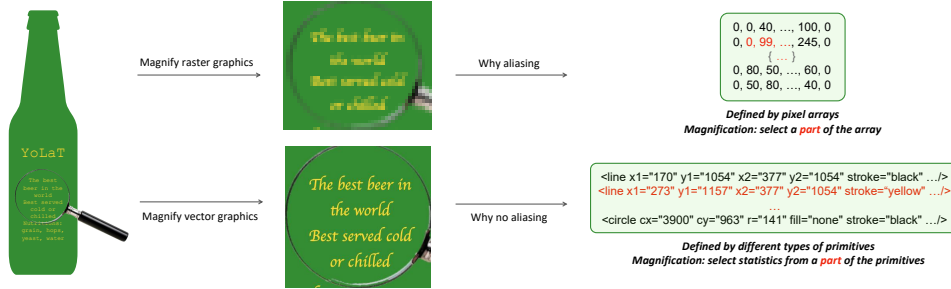 YoLaT
The best
beer in the
world
Best served
cold or
chilled
Nutritions:
grain, hops,
yeast, water
Magnify raster graphics
The best beer in
the world
Best served cold
or chilled
Why aliasing
0, 0, 40, ..., 100, 0
0, 0, 99, ..., 245, 0
{ ... }
0, 80, 50, ..., 60, 0
0, 50, 80, ..., 40, 0
Defined by pixel arrays
Magnification: select a part of the array
Magnify vector graphics
The best beer in
the world
Best served cold
or chilled
Why no aliasing
<line x1="170" y1="1054" x2="377" y2="1054" stroke="black" .../>
<line x1="273" y1="1157" x2="377" y2="1054" stroke="yellow" .../>
...
<circle cx="3900" cy="963" r="141" fill="none" stroke="black" .../>
Defined by different types of primitives
Magnification: select statistics from a part of the primitives